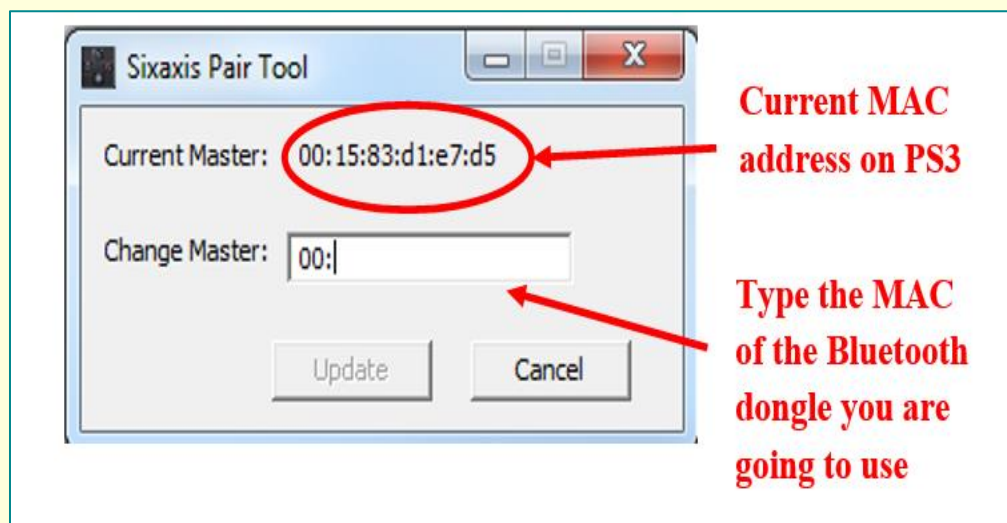 Sixaxis Pair Tool
Current Master: 00:15:83:d1:e7:d5
Change Master: 00:
Update Cancel
Current MAC
address on PS3
Type the MAC
of the Bluetooth
dongle you are
going to use